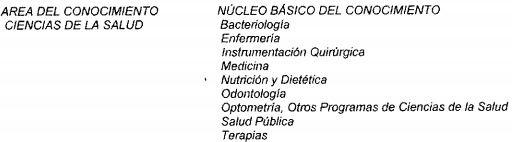 AREA DEL CONOCIMIENTO NÚCLEO BÁSICO DEL CONOCIMIENTO
CIENCIAS DE LA SALUD Bacteriología
Enfermería
Instrumentación Quirúrgica
Medicina
Nutrición y Dietética
Odontología
Optometría, Otros Programas de Ciencias de la Salud
Salud Pública
Terapias